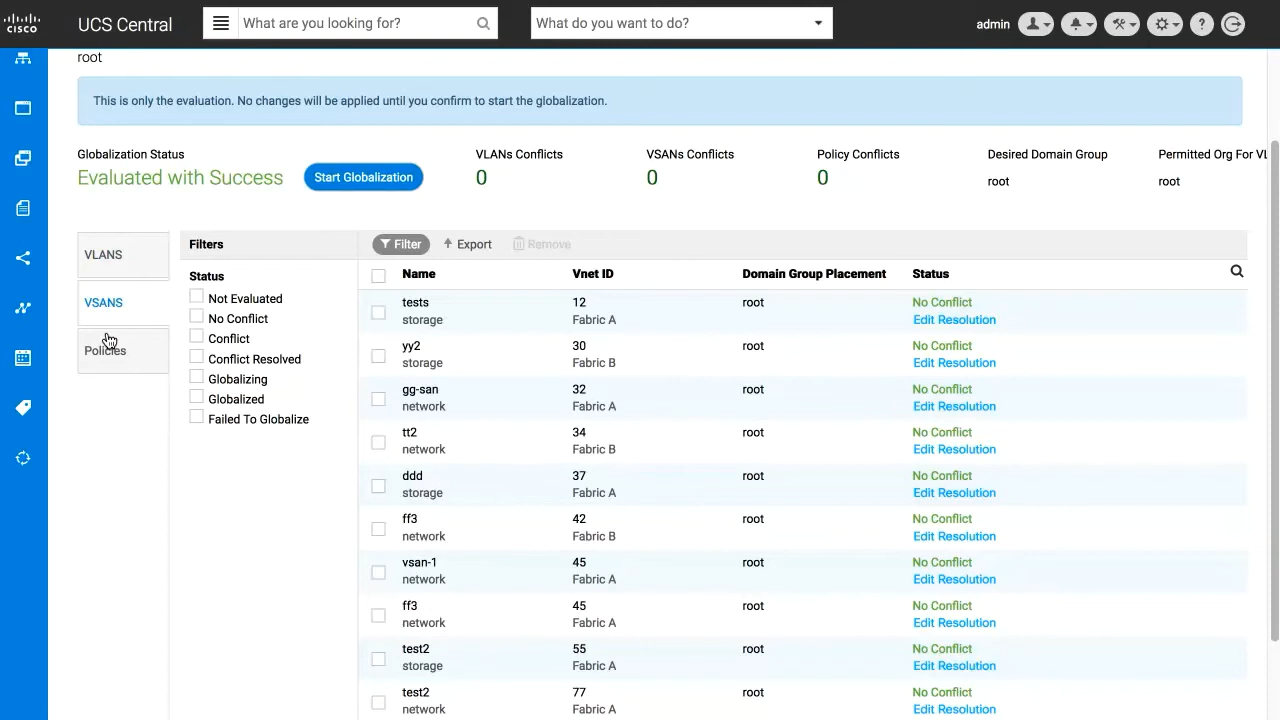 cisco UCS Central What are you looking for? What do you want to do? admin ?
root
This is only the evaluation. No changes will be applied until you confirm to start the globalization.
Globalization Status VLANs Conflicts VSANs Conflicts Policy Conflicts Desired Domain Group Permitted Org For VL
Evaluated with Success Start Globalization 0 0 0 root root
VLANS
VSANS
Policies
Filters
Status
Not Evaluated
No Conflict
Conflict
Conflict Resolved
Globalizing
Globalized
Failed To Globalize
Filter Export Remove
Name Vnet ID Domain Group Placement Status
tests 12 root No Conflict
storage Fabric A Edit Resolution
yy2 30 root No Conflict
storage Fabric B Edit Resolution
gg-san 32 root No Conflict
network Fabric A Edit Resolution
tt2 34 root No Conflict
network Fabric B Edit Resolution
ddd 37 root No Conflict
storage Fabric A Edit Resolution
ff3 42 root No Conflict
network Fabric B Edit Resolution
vsan-1 45 root No Conflict
network Fabric A Edit Resolution
ff3 45 root No Conflict
network Fabric A Edit Resolution
test2 55 root No Conflict
storage Fabric A Edit Resolution
test2 77 root No Conflict
network Fabric A Edit Resolution